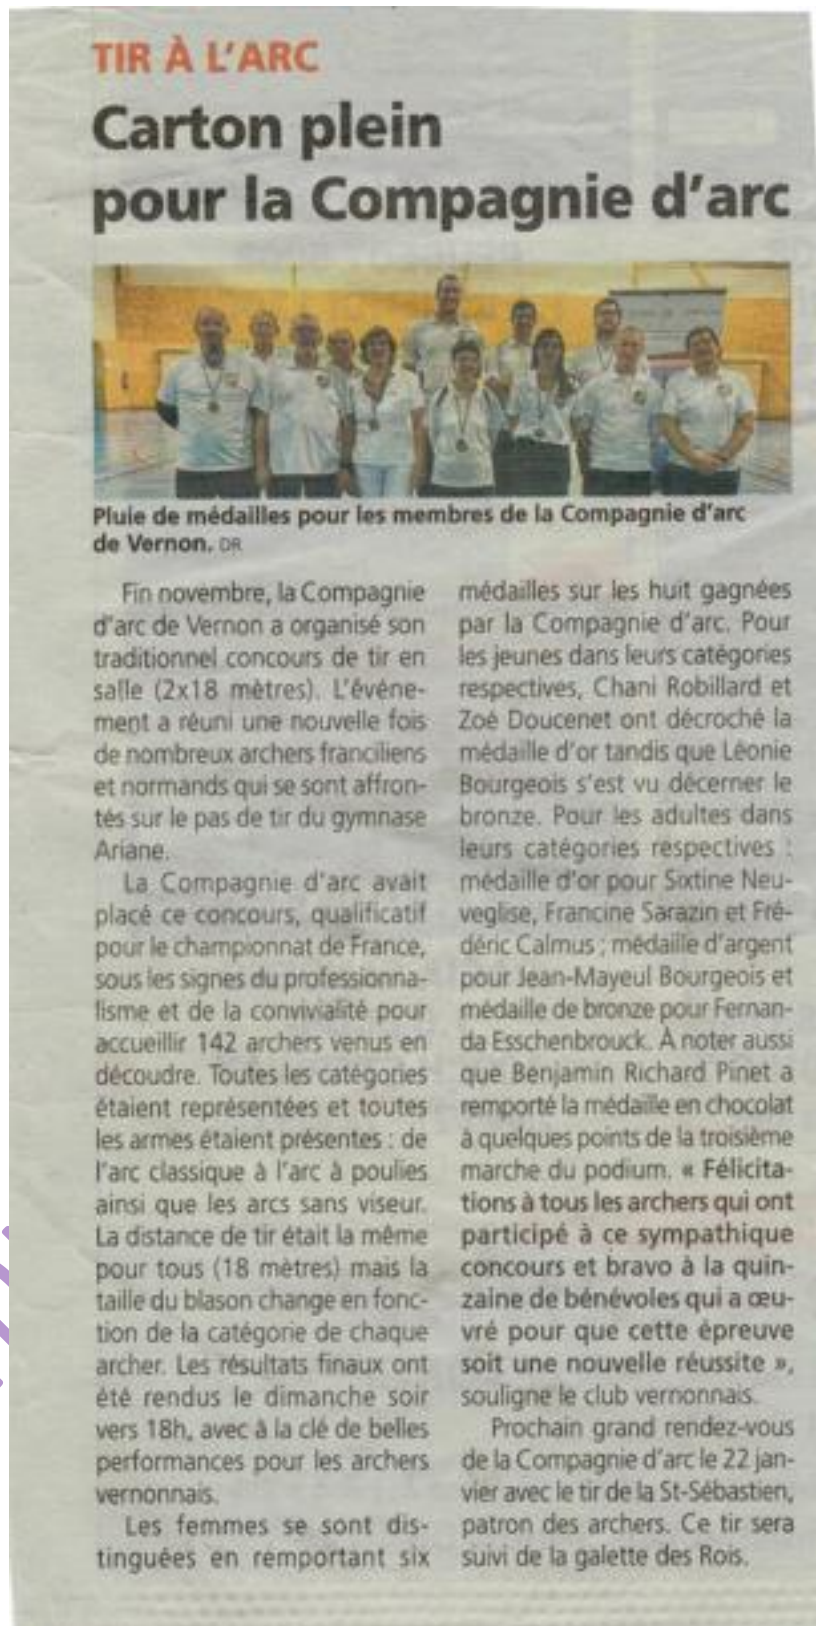 TIR À L'ARC
Carton plein
pour la Compagnie d'arc
Pluie de médailles pour les membres de la Compagnie d'arc
de Vernon. DR
Fin novembre, la Compagnie
d'arc de Vernon a organisé son
traditionnel concours de tir en
salle (2x18 mètres). L'événe-
ment a réuni une nouvelle fois
de nombreux archers franciliens
et normands qui se sont affron-
tés sur le pas de tir du gymnase
Ariane.
La Compagnie d'arc avait
placé ce concours, qualificatif
pour le championnat de France,
sous les signes du professionna-
lisme et de la convivialité pour
accueillir 142 archers venus en
découdre. Toutes les catégories
étaient représentées et toutes
les armes étaient présentes : de
l'arc classique à l'arc à poulies
ainsi que les arcs sans viseur.
La distance de tir était la même
pour tous (18 mètres) mais la
taille du blason change en fonc-
tion de la catégorie de chaque
archer. Les résultats finaux ont
été rendus le dimanche soir
vers 18h, avec à la clé de belles
performances pour les archers
vernonnais.
Les femmes se sont dis-
tinguées en remportant six
médailles sur les huit gagnées
par la Compagnie d'arc. Pour
les jeunes dans leurs catégories
respectives, Chani Robillard et
Zoé Doucenet ont décroché la
médaille d'or tandis que Léonie
Bourgeois s'est vu décerner le
bronze. Pour les adultes dans
leurs catégories respectives :
médaille d'or pour Sixtine Neu-
veglise, Francine Sarazin et Fré-
déric Calmus ; médaille d'argent
pour Jean-Mayeul Bourgeois et
médaille de bronze pour Fernan-
da Esschenbrouck. À noter aussi
que Benjamin Richard Pinet a
remporté la médaille en chocolat
à quelques points de la troisième
marche du podium. « Félicita-
tions à tous les archers qui ont
participé à ce sympathique
concours et bravo à la quin-
zaine de bénévoles qui a œu-
vré pour que cette épreuve
soit une nouvelle réussite »,
souligne le club vernonnais.
Prochain grand rendez-vous
de la Compagnie d'arc le 22 jan-
vier avec le tir de la St-Sébastien,
patron des archers. Ce tir sera
suivi de la galette des Rois.